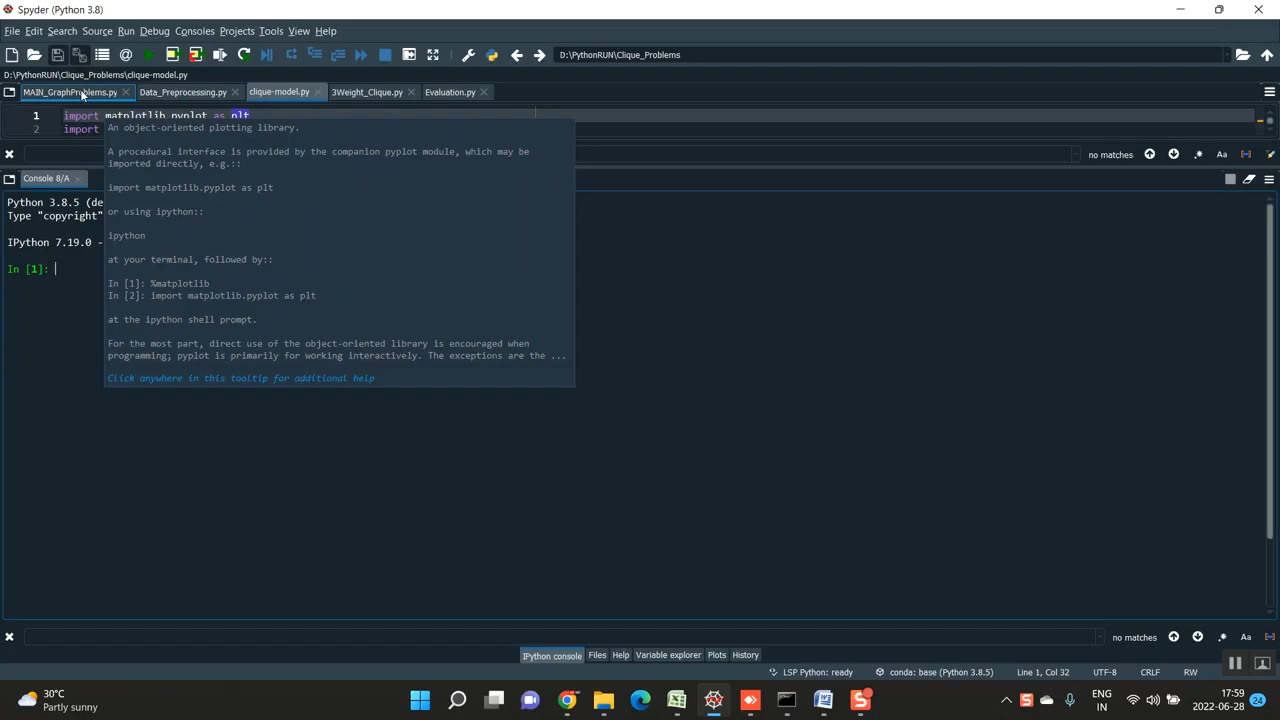 Spyder (Python 3.8)
File Edit Search Source Run Debug Consoles Projects Tools View Help
D:\PythonRUN\Clique_Problems
D:\PythonRUN\Clique_Problems\clique-model.py
MAIN_GraphProblems.py Data_Preprocessing.py clique-model.py 3Weight_Clique.py Evaluation.py
1 import matplotlib.pyplot as plt
2 import
An object-oriented plotting library.
A procedural interface is provided by the companion pyplot module, which may be
imported directly, e.g.::
import matplotlib.pyplot as plt
or using ipython::
ipython
at your terminal, followed by::
In [1]: %matplotlib
In [2]: import matplotlib.pyplot as plt
at the ipython shell prompt.
For the most part, direct use of the object-oriented library is encouraged when
programming; pyplot is primarily for working interactively. The exceptions are the ...
Click anywhere in this tooltip for additional help
no matches Aa
Console 8/A
Python 3.8.5 (de
Type "copyright"
IPython 7.19.0 -
In [1]:
no matches Aa
IPython console Files Help Variable explorer Plots History
LSP Python: ready conda: base (Python 3.8.5) Line 1, Col 32 UTF-8 CRLF RW
30°C
Partly sunny
ENG
IN
17:59
2022-06-28
24